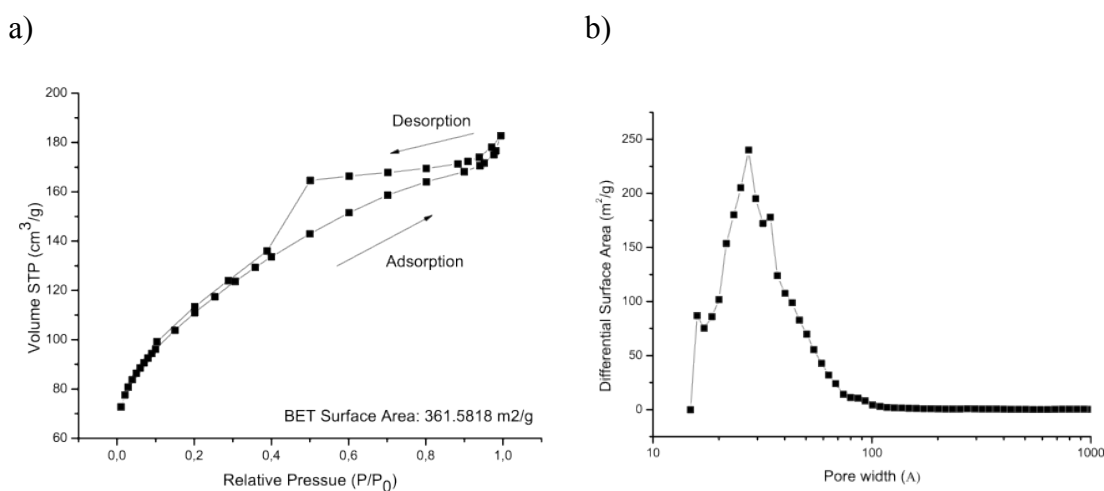 a)
b)
200
180
160
140
120
100
80
60
0,0
0,2
0,4
0,6
0,8
1,0
Volume STP (cm³/g)
Relative Pressue (P/P₀)
Desorption
Adsorption
BET Surface Area: 361.5818 m2/g
250
200
150
100
50
0
10
100
1000
Differential Surface Area (m²/g)
Pore width (A)